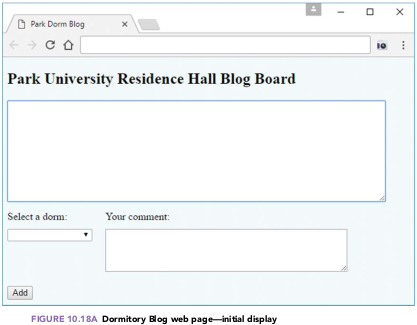 Park Dorm Blog
Park University Residence Hall Blog Board
Select a dorm:
Your comment:
Add
FIGURE 10.18A Dormitory Blog web page—initial display